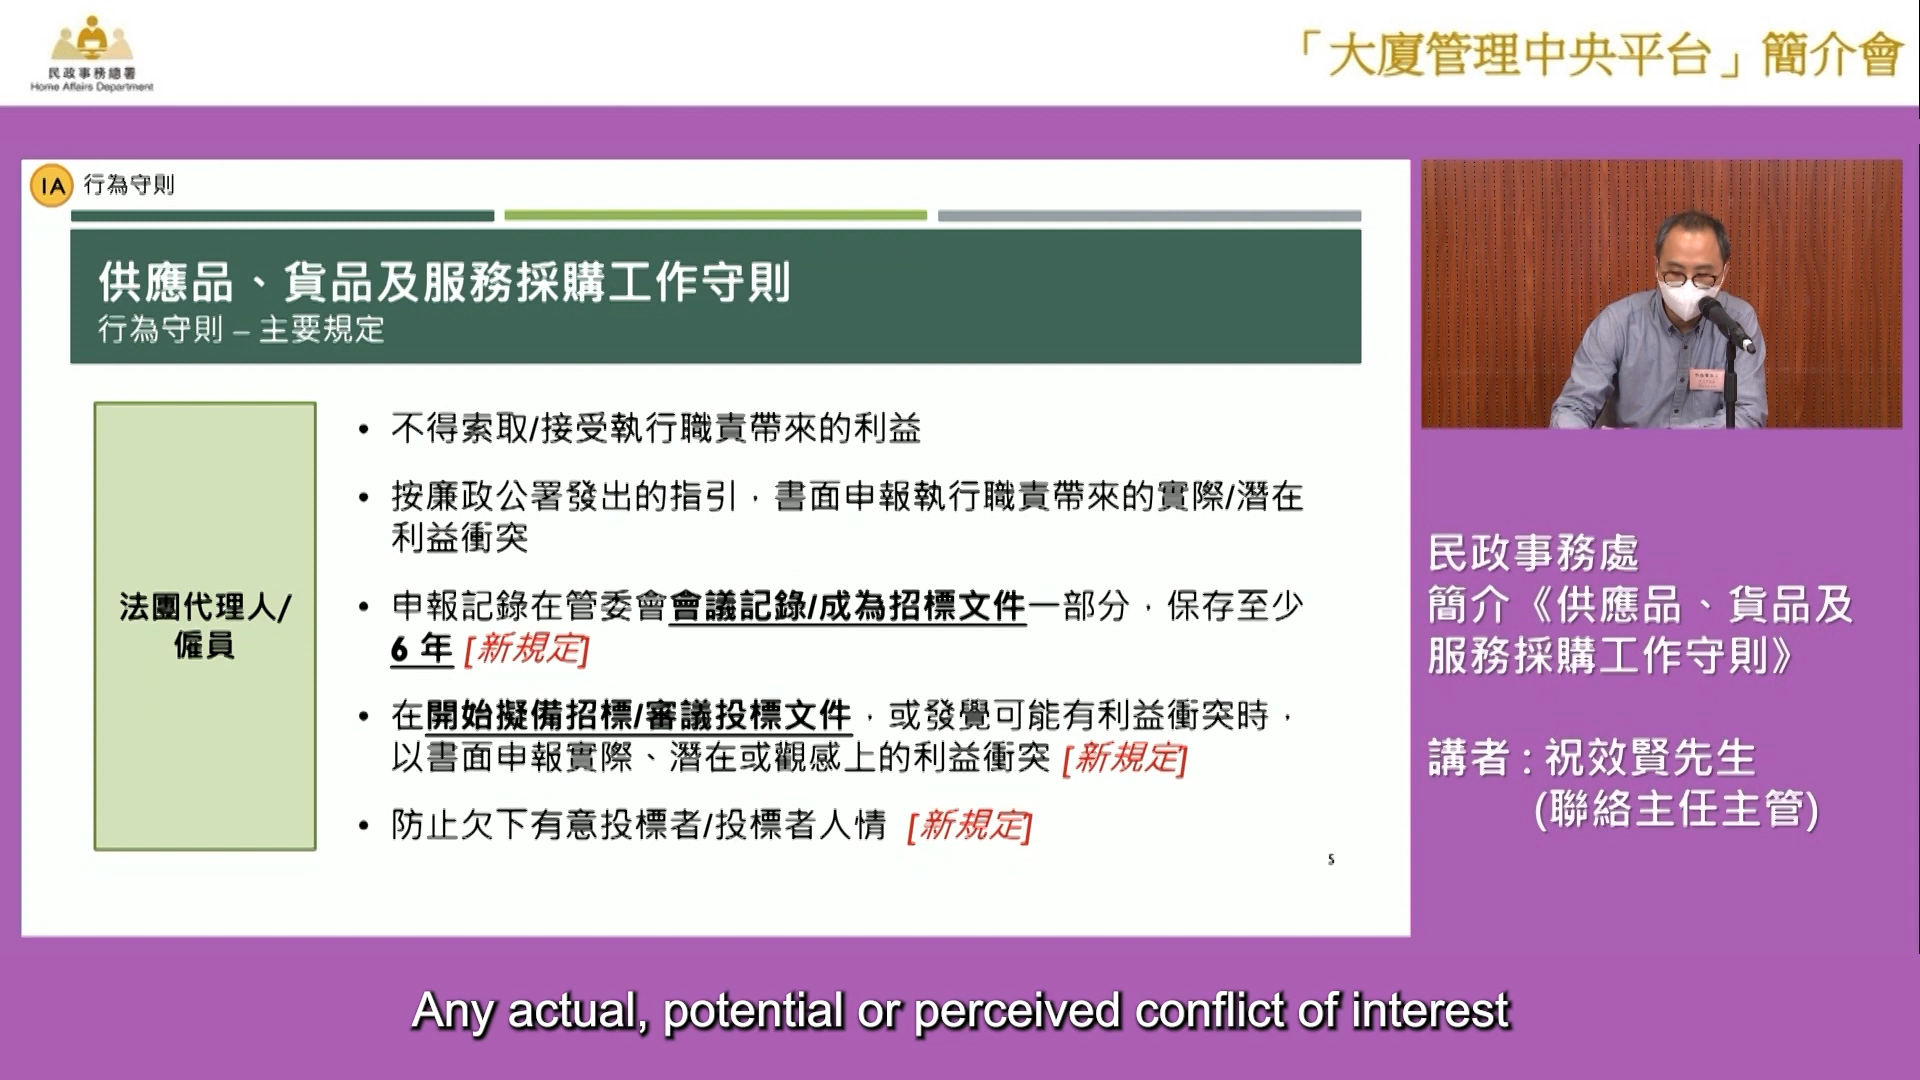 民政事務總署
Home Affairs Department
「大廈管理中央平台」簡介會
1A 行為守則
供應品、貨品及服務採購工作守則
行為守則 – 主要規定
法團代理人/
僱員
• 不得索取/接受執行職責帶來的利益
• 按廉政公署發出的指引，書面申報執行職責帶來的實際/潛在
利益衝突
• 申報記錄在管委會會議記錄/成為招標文件一部分，保存至少
6 年 [新規定]
• 在開始擬備招標/審議投標文件，或發覺可能有利益衝突時，
以書面申報實際、潛在或觀感上的利益衝突 [新規定]
• 防止欠下有意投標者/投標者人情 [新規定]
5
民政事務處
簡介《供應品、貨品及
服務採購工作守則》
講者 : 祝效賢先生
(聯絡主任主管)
Any actual, potential or perceived conflict of interest